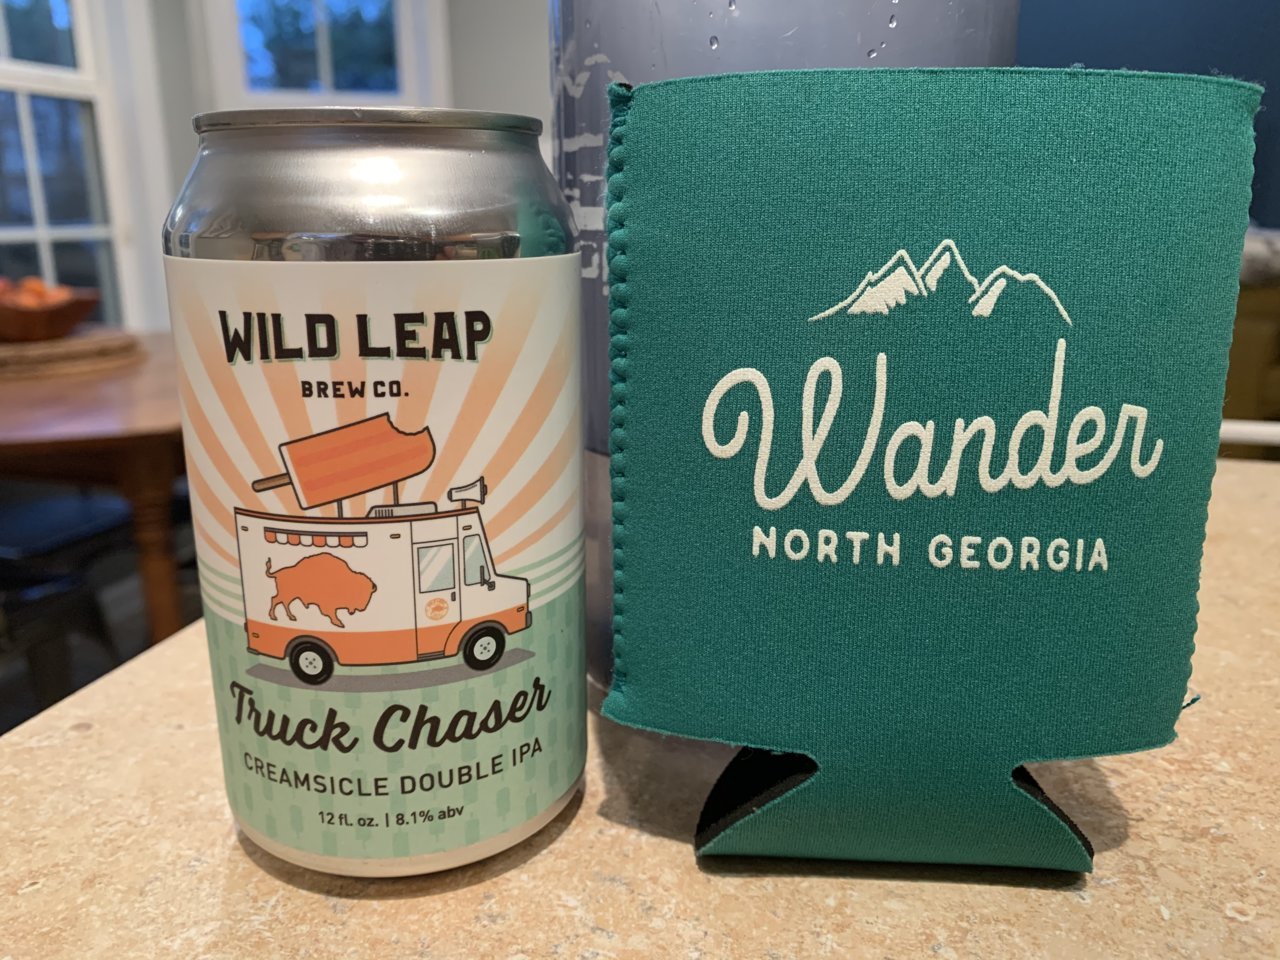 WILD LEAP
BREW CO.
Truck Chaser
CREAMSICLE DOUBLE IPA
12 fl. oz. | 8.1% abv
Wander
NORTH GEORGIA